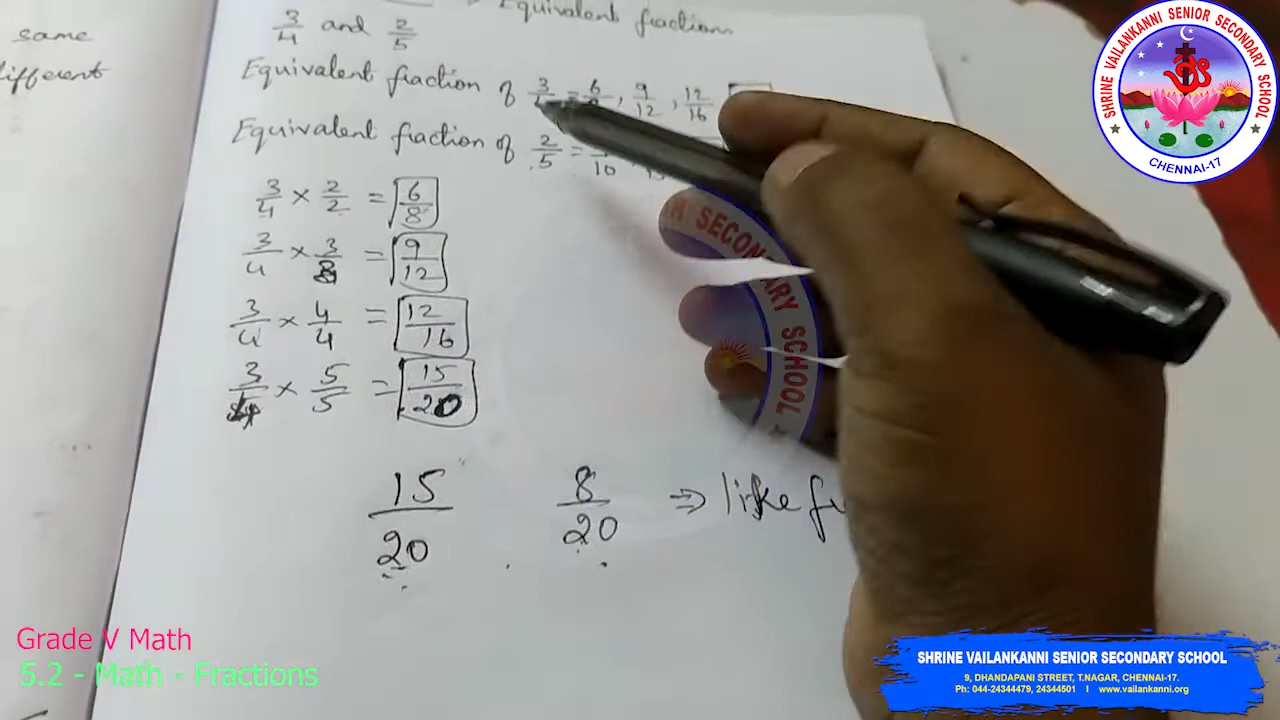 same
different
Equivalent fractions
3/4 and 2/5
Equivalent fraction of 3/4 = 6/8, 9/12, 12/16
Equivalent fraction of 2/5 = 10
3/4 × 2/2 = 6/8
3/4 × 3/3 = 9/12
3/4 × 4/4 = 12/16
3/4 × 5/5 = 15/20
15/20 8/20 ⇒ like
SHRINE VAILANKANNI SENIOR SECONDARY SCHOOL
CHENNAI-17
SECONDARY SCHOOL
Grade V Math
5.2 - Math - Fractions
SHRINE VAILANKANNI SENIOR SECONDARY SCHOOL
9, DHANDAPANI STREET, T.NAGAR, CHENNAI-17.
Ph: 044-24344479, 24344501 I www.vailankanni.org